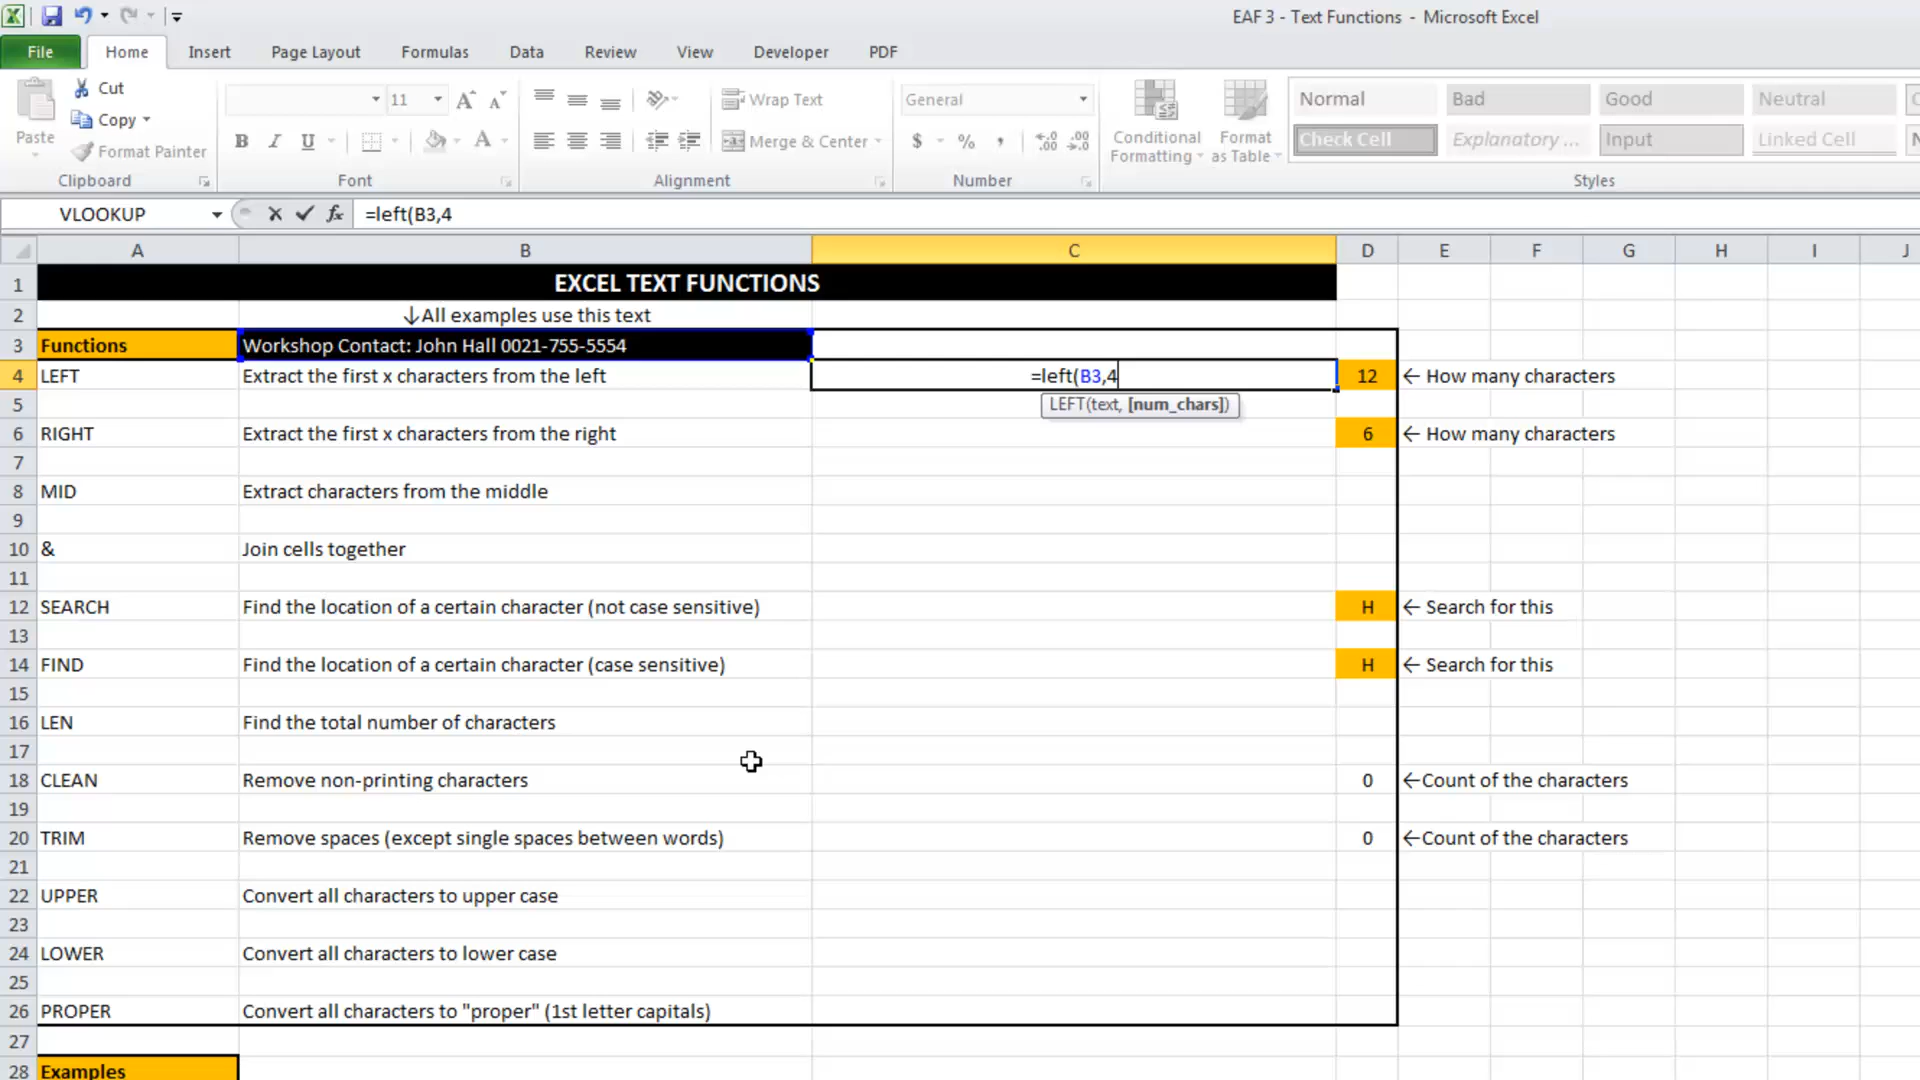 EAF 3 - Text Functions - Microsoft Excel
File Home Insert Page Layout Formulas Data Review View Developer PDF
Paste
Cut
Copy
Format Painter
Clipboard
11 A A
B I U A
Font
Wrap Text
Merge & Center
Alignment
General
$ % , .00 .00
Number
Conditional Formatting
Format as Table
Normal Bad Good Neutral
Check Cell Explanatory ... Input Linked Cell
Styles
VLOOKUP fx =left(B3,4
A B C D E F G H I J
1 EXCEL TEXT FUNCTIONS
2 ↓All examples use this text
3 Functions Workshop Contact: John Hall 0021-755-5554
4 LEFT Extract the first x characters from the left =left(B3,4 12 ← How many characters
LEFT(text, [num_chars])
5
6 RIGHT Extract the first x characters from the right 6 ← How many characters
7
8 MID Extract characters from the middle
9
10 & Join cells together
11
12 SEARCH Find the location of a certain character (not case sensitive) H ← Search for this
13
14 FIND Find the location of a certain character (case sensitive) H ← Search for this
15
16 LEN Find the total number of characters
17
18 CLEAN Remove non-printing characters 0 ←Count of the characters
19
20 TRIM Remove spaces (except single spaces between words) 0 ←Count of the characters
21
22 UPPER Convert all characters to upper case
23
24 LOWER Convert all characters to lower case
25
26 PROPER Convert all characters to "proper" (1st letter capitals)
27
28 Examples